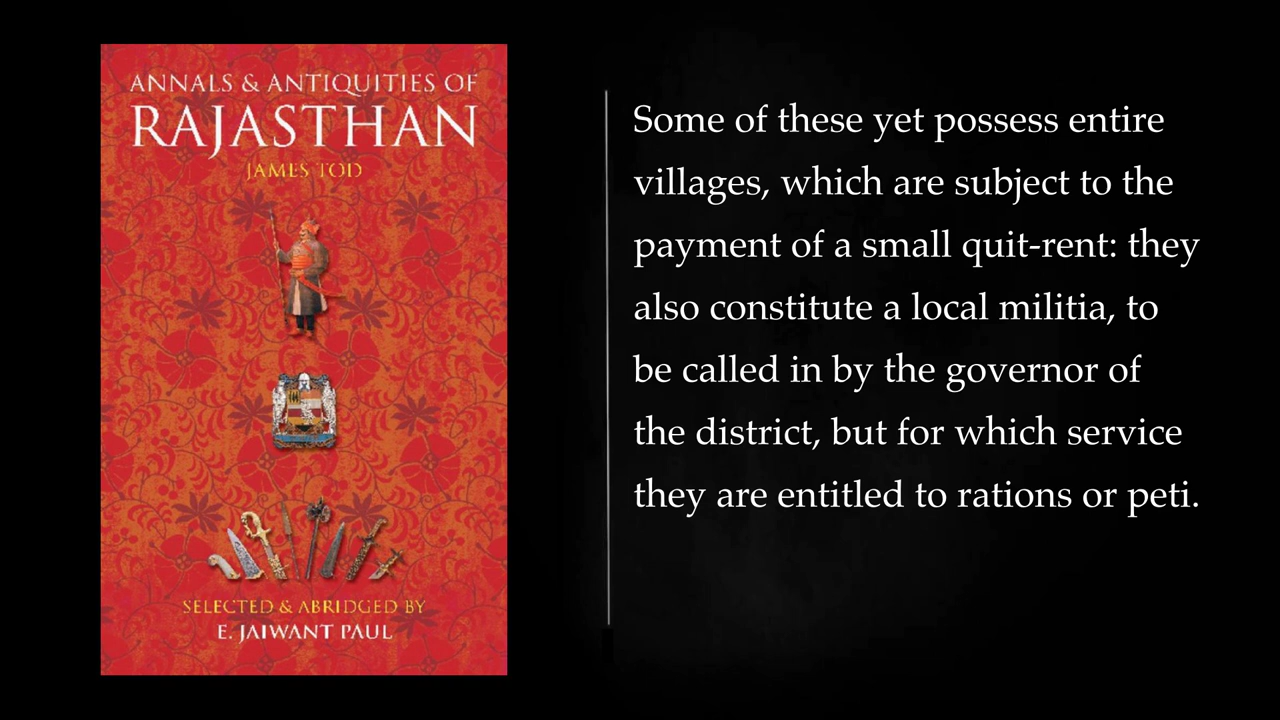 ANNALS & ANTIQUITIES OF
RAJASTHAN
JAMES TOD
SELECTED & ABRIDGED BY
E. JAIWANT PAUL
Some of these yet possess entire
villages, which are subject to the
payment of a small quit-rent: they
also constitute a local militia, to
be called in by the governor of
the district, but for which service
they are entitled to rations or peti.